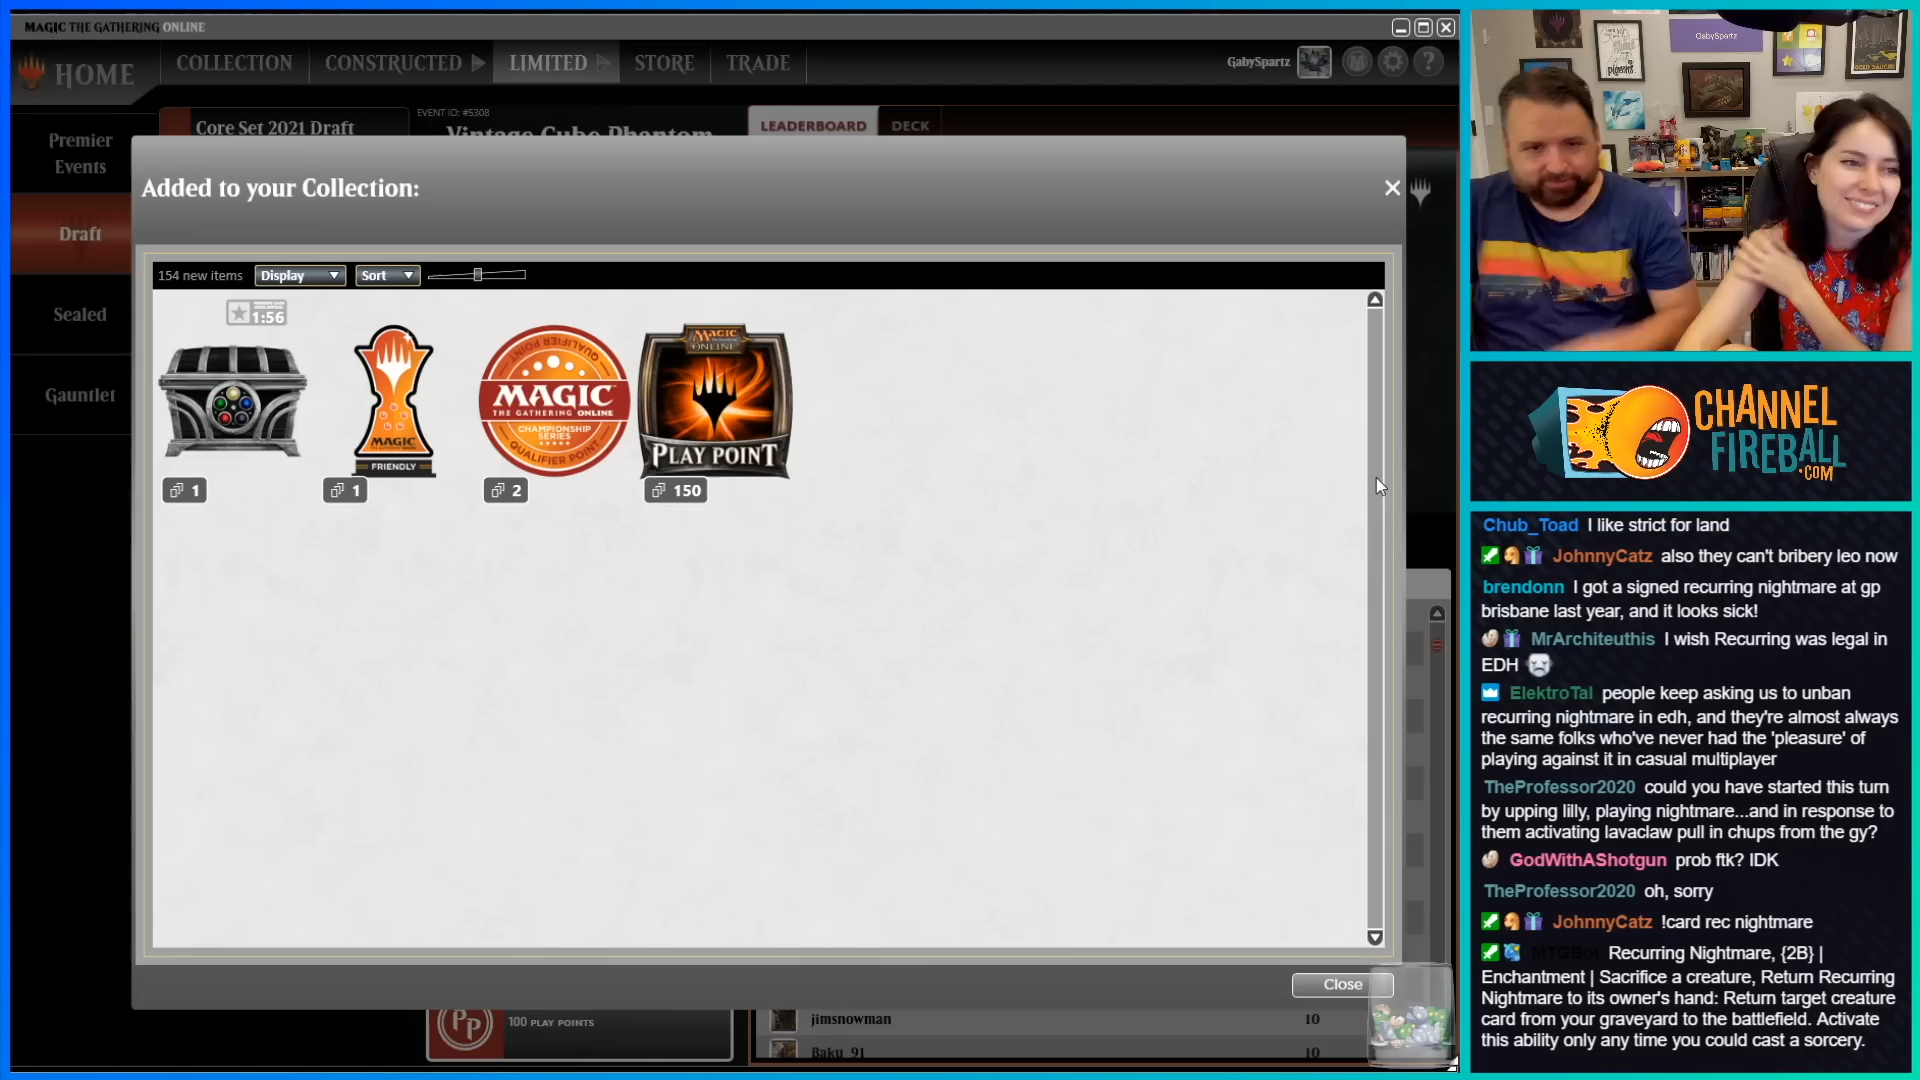 MAGIC THE GATHERING ONLINE
HOME
COLLECTION
CONSTRUCTED
LIMITED
STORE
TRADE
GabySpartz
Core Set 2021 Draft
EVENT ID: #5308
Vintage Cube Phantom
LEADERBOARD
DECK
Premier
Events
Draft
Sealed
Gauntlet
Added to your Collection:
154 new items
Display
Sort
1:56
MAGIC
FRIENDLY
QUALIFIER POINT
MAGIC
THE GATHERING ONLINE
CHAMPIONSHIP
SERIES
QUALIFIER POINT
MAGIC
ONLINE
PLAY POINT
1
1
2
150
Close
PP
100 PLAY POINTS
jimsnowman
10
Baku_91
10
GabySpartz
CHANNEL
FIREBALL
.COM
Chub_Toad I like strict for land
JohnnyCatz also they can't bribery leo now
brendonn I got a signed recurring nightmare at gp
brisbane last year, and it looks sick!
MrArchiteuthis I wish Recurring was legal in
EDH
ElektroTal people keep asking us to unban
recurring nightmare in edh, and they're almost always
the same folks who've never had the 'pleasure' of
playing against it in casual multiplayer
TheProfessor2020 could you have started this turn
by upping lilly, playing nightmare...and in response to
them activating lavaclaw pull in chups from the gy?
GodWithAShotgun prob ftk? IDK
TheProfessor2020 oh, sorry
JohnnyCatz !card rec nightmare
MTGBot Recurring Nightmare, {2B} |
Enchantment | Sacrifice a creature, Return Recurring
Nightmare to its owner's hand: Return target creature
card from your graveyard to the battlefield. Activate
this ability only any time you could cast a sorcery.